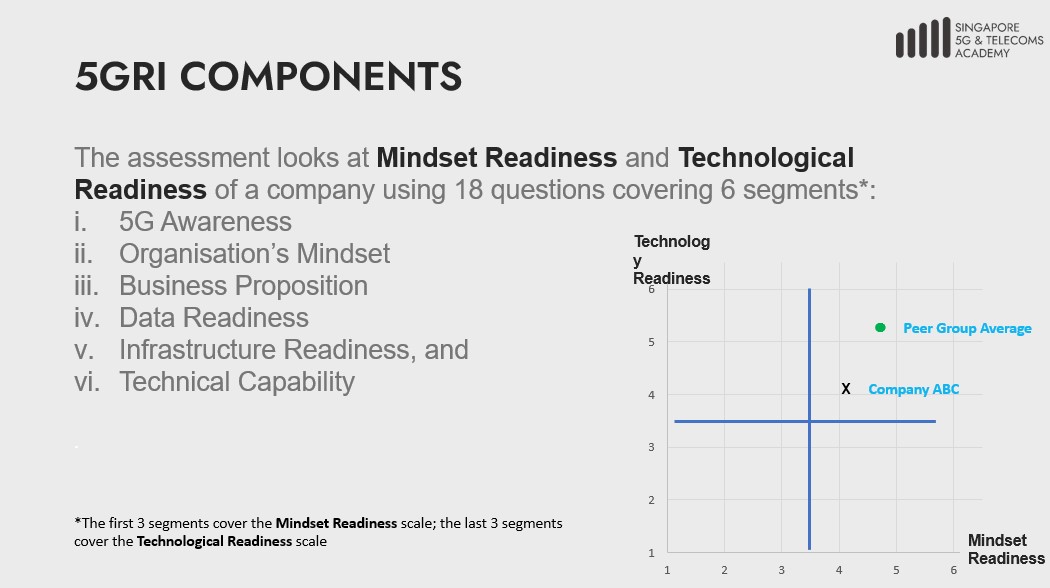 SINGAPORE
5G & TELECOMS
ACADEMY
5GRI COMPONENTS
The assessment looks at Mindset Readiness and Technological
Readiness of a company using 18 questions covering 6 segments*:
i. 5G Awareness
ii. Organisation’s Mindset
iii. Business Proposition
iv. Data Readiness
v. Infrastructure Readiness, and
vi. Technical Capability
*The first 3 segments cover the Mindset Readiness scale; the last 3 segments
cover the Technological Readiness scale
Technolog
y
Readiness
6
Peer Group Average
5
X Company ABC
4
3
2
1
1 2 3 4 5 6
Mindset
Readiness